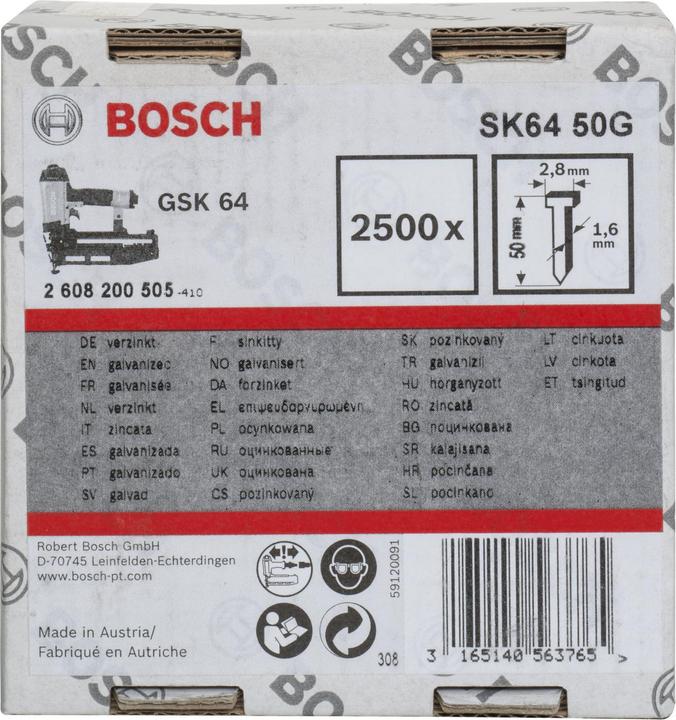 BOSCH
SK64 50G
GSK 64
2500 x
2,8 mm
50 mm
1,6
mm
2 608 200 505 -410
DE verzinkt
EN galvanizec
FR galvanisée
NL verzinkt
IT zincata
ES galvanizada
PT galvanizado
SV galvad
F sinkitty
NO galvanisert
DA forzinket
EL επιψευδαργυρωμένη
PL ocynkowana
RU оцинкованные
UK оцинкована
CS pozinkovaný
SK pozinkovaný
TR galvanizli
HU horganyzott
RO zincată
BG поцинкована
SR kalajisana
HR pocinčana
SL pocinkano
LT cinkuota
LV cinkota
ET tsingitud
Robert Bosch GmbH
D-70745 Leinfelden-Echterdingen
www.bosch-pt.com
Made in Austria/
Fabriqué en Autriche
59120091
308
3 165140 563765 >